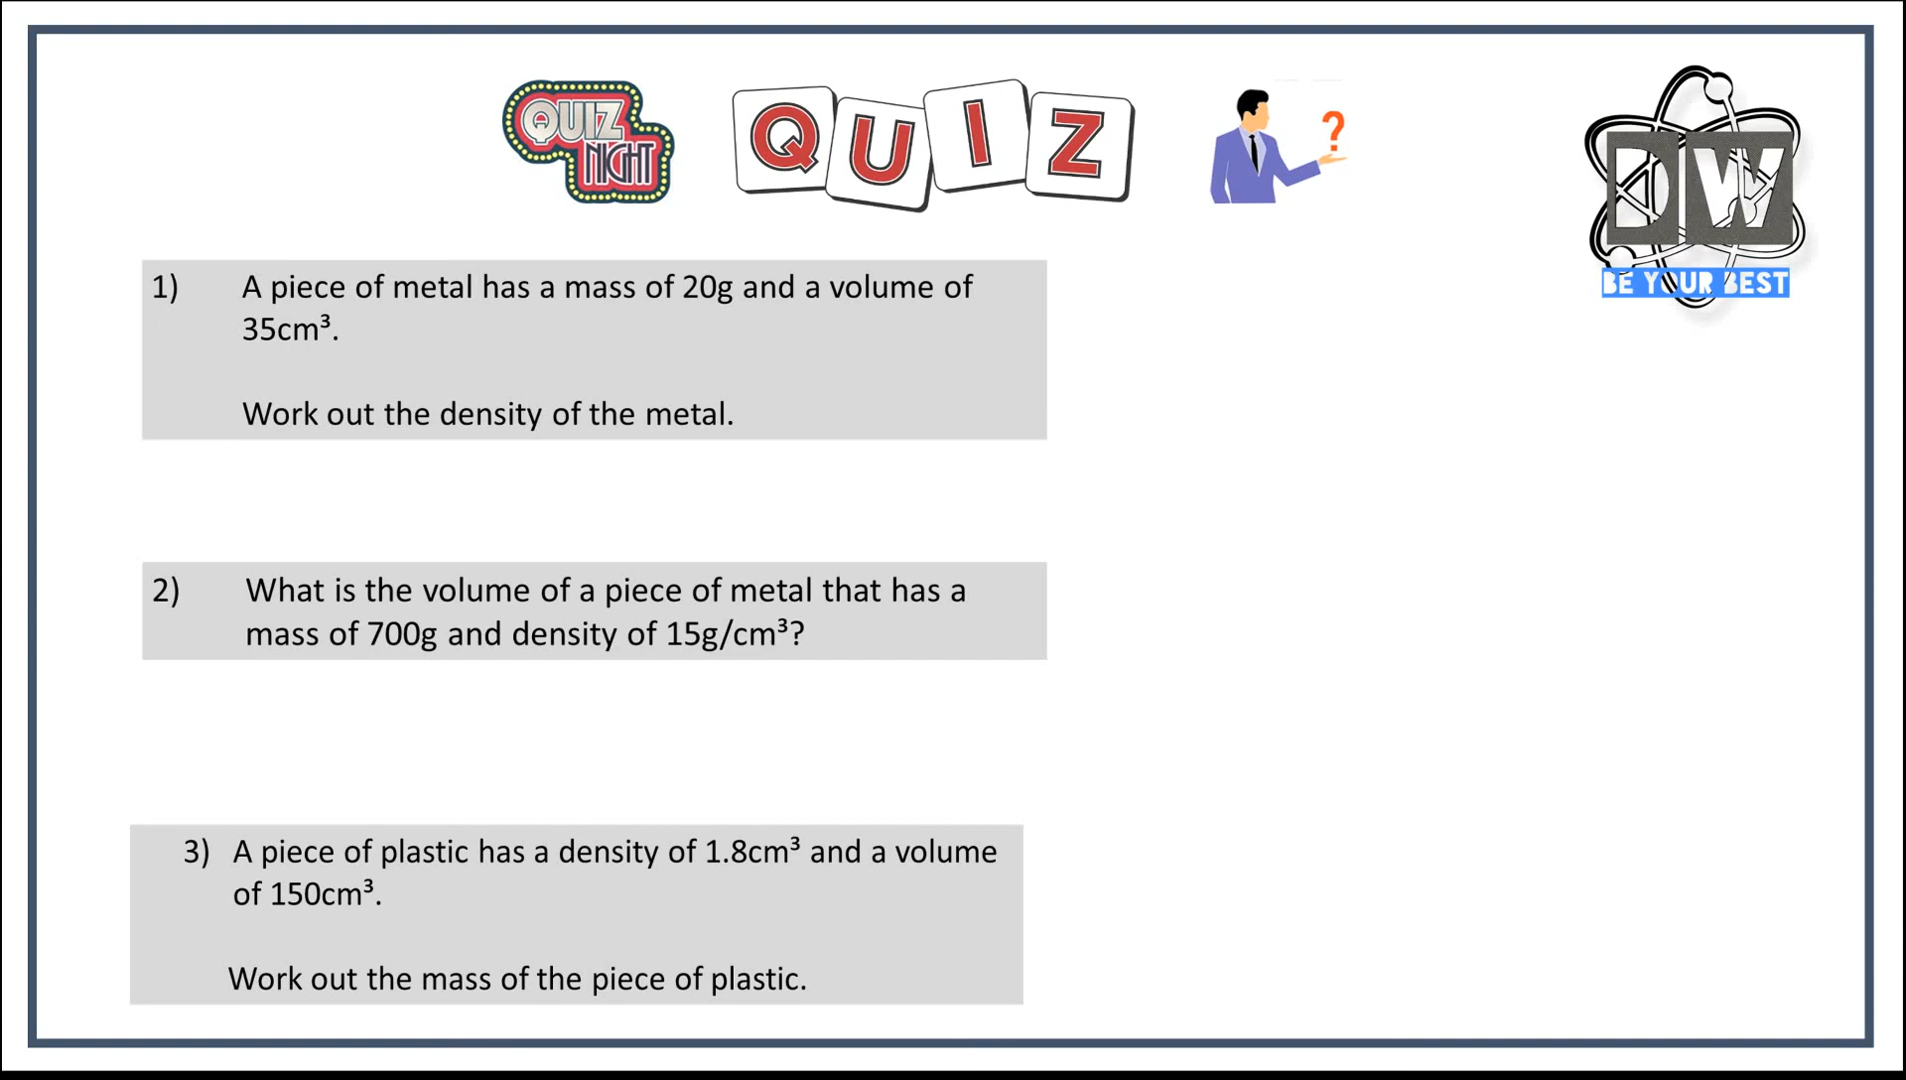 QUIZ
NIGHT
QUIZ
?
DW
BE YOUR BEST
1) A piece of metal has a mass of 20g and a volume of
35cm³.
Work out the density of the metal.
2) What is the volume of a piece of metal that has a
mass of 700g and density of 15g/cm³?
3) A piece of plastic has a density of 1.8cm³ and a volume
of 150cm³.
Work out the mass of the piece of plastic.